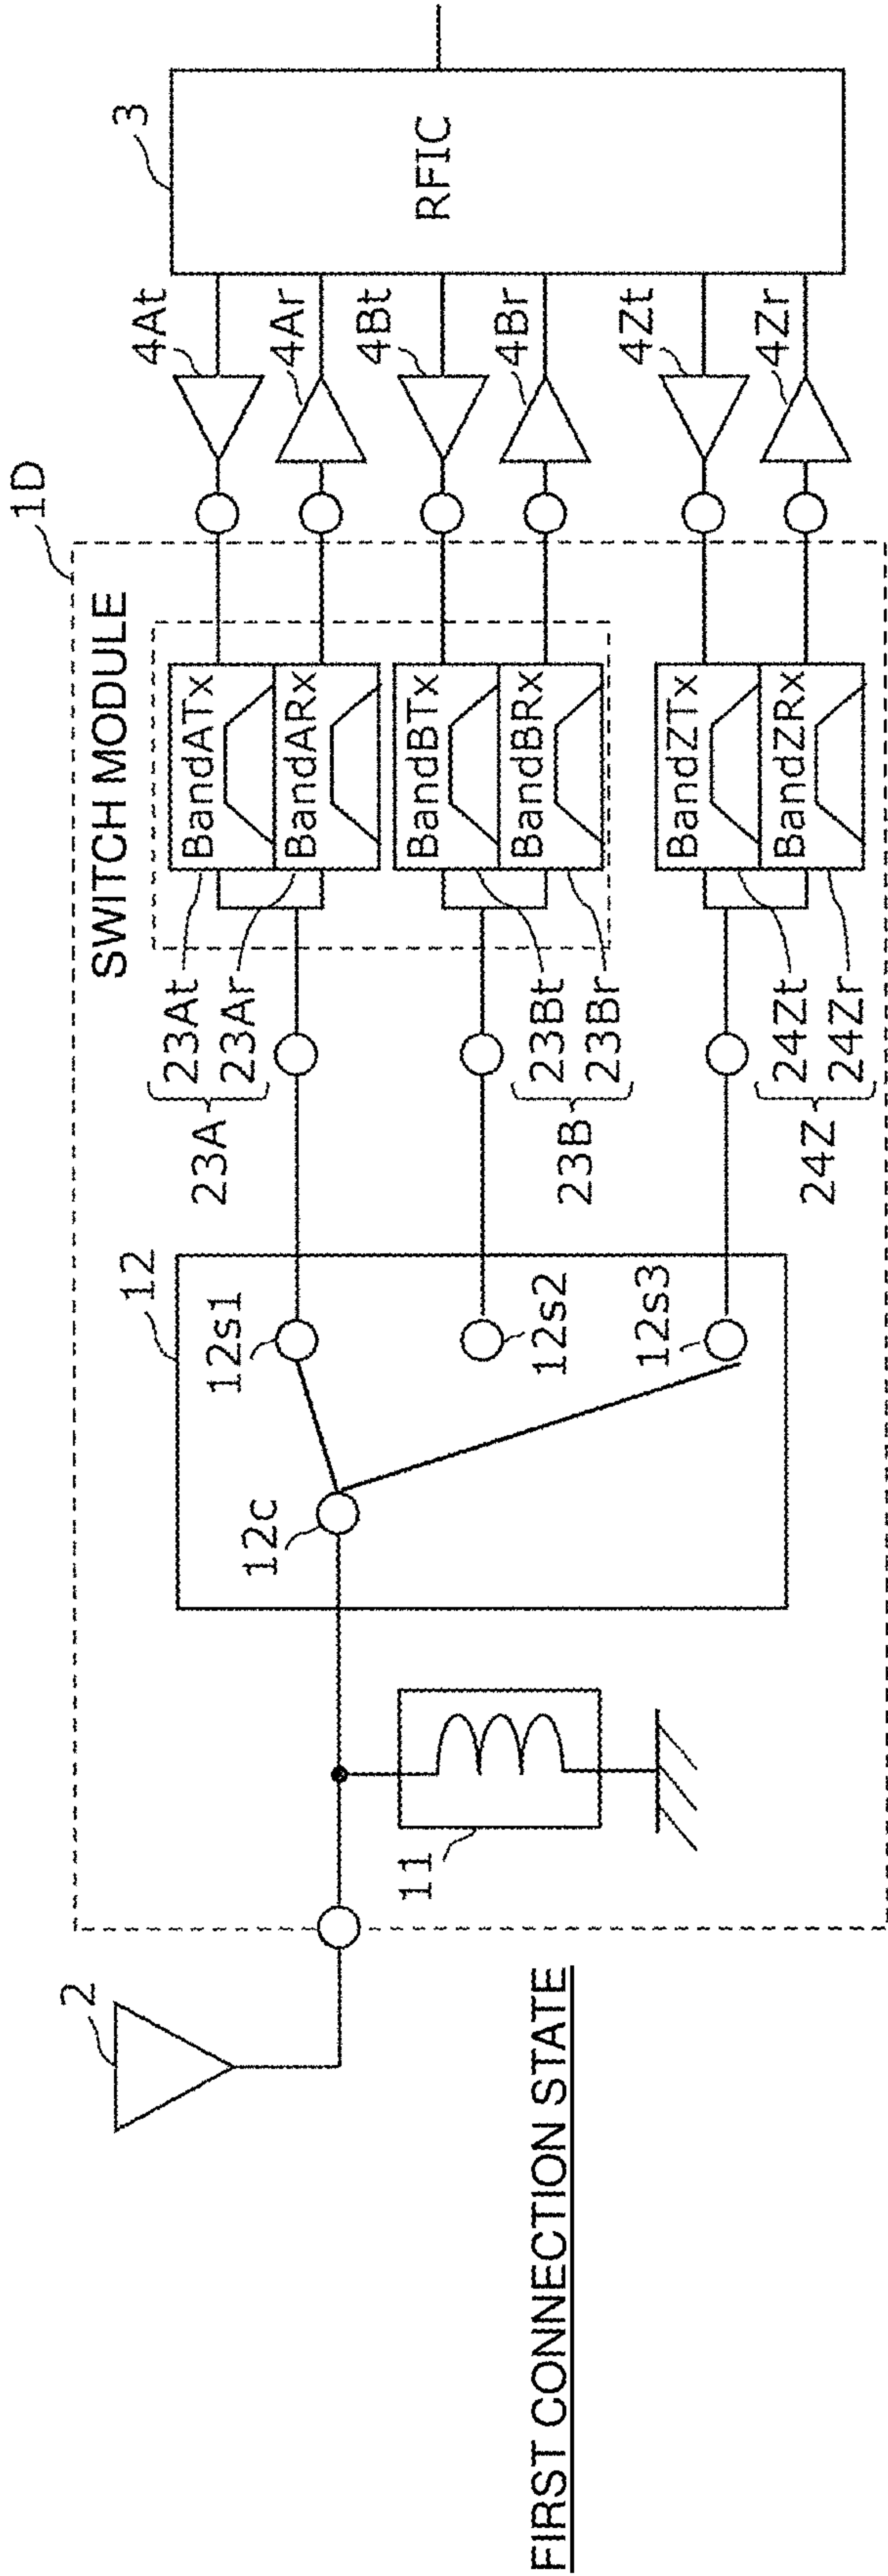 1D
SWITCH MODULE
2
11
12
12c
12s1
12s2
12s3
23A
23At
23Ar
23B
23Bt
23Br
24Z
24Zt
24Zr
BandATx
BandARx
BandBTx
BandBRx
BandZTx
BandZRx
4At
4Ar
4Bt
4Br
4Zt
4Zr
3
RFIC
FIRST CONNECTION STATE